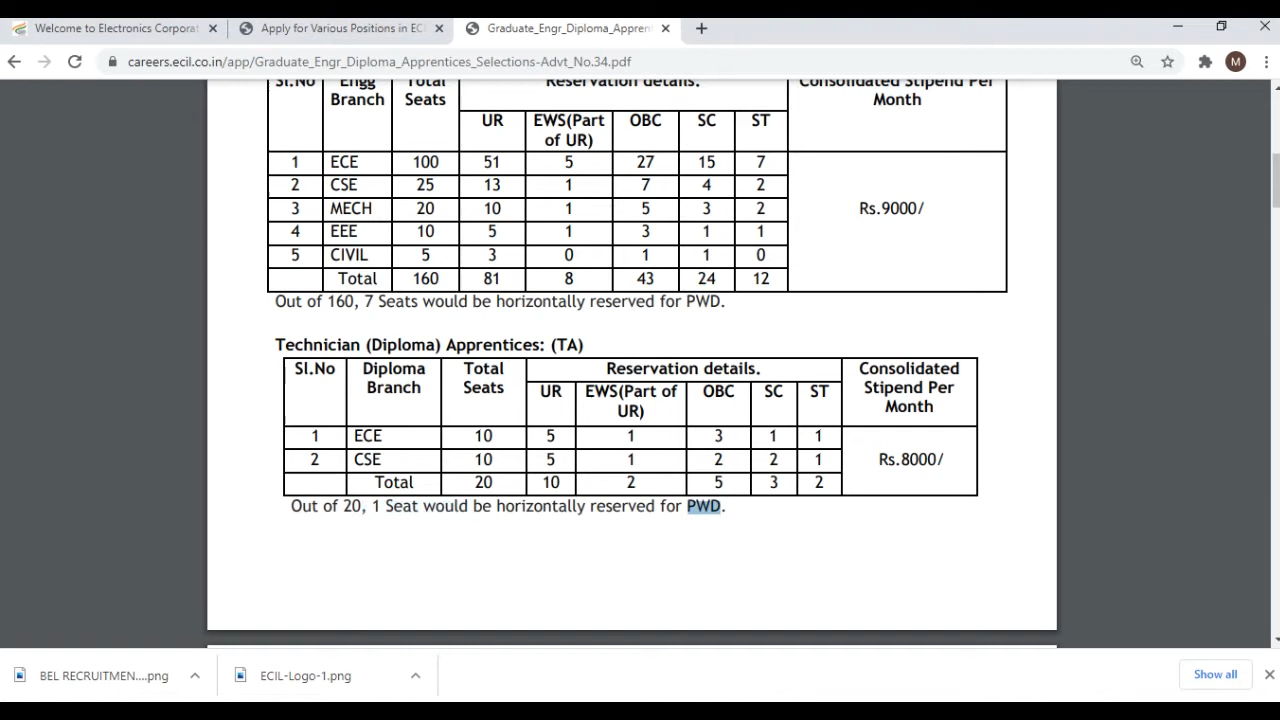 Welcome to Electronics Corporat
Apply for Various Positions in ECI
Graduate_Engr_Diploma_Appren
careers.ecil.co.in/app/Graduate_Engr_Diploma_Apprentices_Selections-Advt_No.34.pdf
M
Sl.No Engg Branch Total Seats Reservation details. Consolidated Stipend Per Month
UR EWS(Part of UR) OBC SC ST
1 ECE 100 51 5 27 15 7
2 CSE 25 13 1 7 4 2
3 MECH 20 10 1 5 3 2 Rs.9000/
4 EEE 10 5 1 3 1 1
5 CIVIL 5 3 0 1 1 0
Total 160 81 8 43 24 12
Out of 160, 7 Seats would be horizontally reserved for PWD.
Technician (Diploma) Apprentices: (TA)
Sl.No Diploma Branch Total Seats Reservation details. Consolidated Stipend Per Month
UR EWS(Part of UR) OBC SC ST
1 ECE 10 5 1 3 1 1
2 CSE 10 5 1 2 2 1 Rs.8000/
Total 20 10 2 5 3 2
Out of 20, 1 Seat would be horizontally reserved for PWD.
BEL RECRUITMEN....png
ECIL-Logo-1.png
Show all